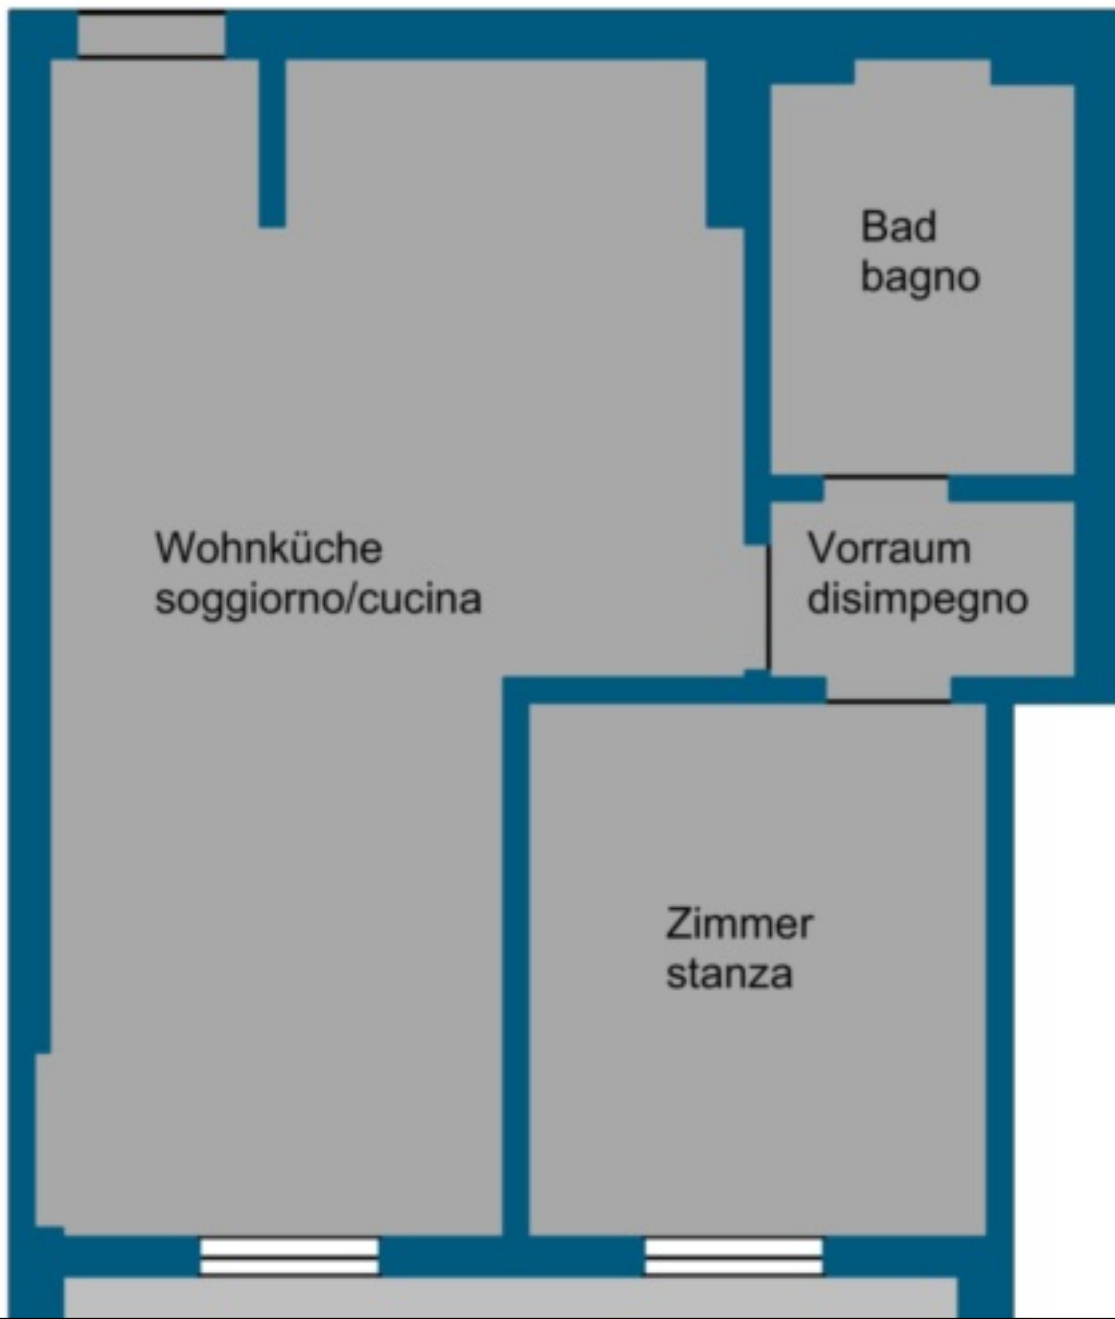 Bad
bagno
Wohnküche
soggiorno/cucina
Vorraum
disimpegno
Zimmer
stanza